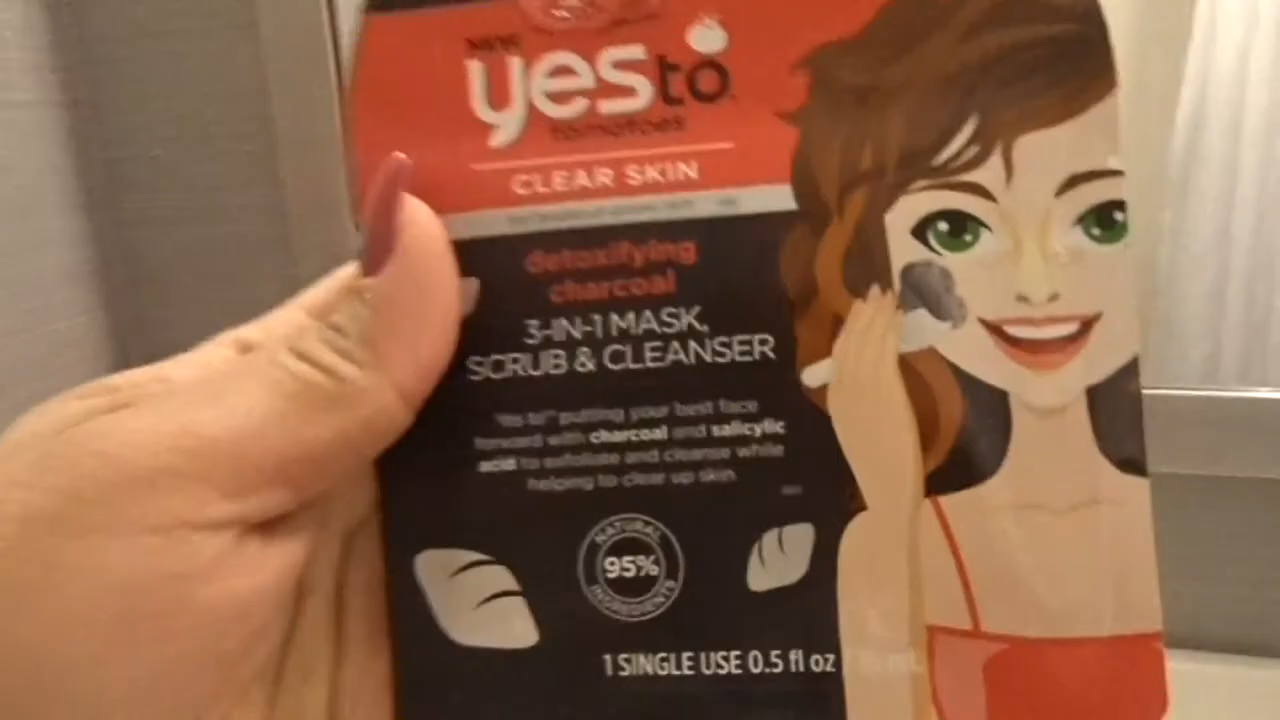 NEW
yes to
tomatoes
CLEAR SKIN
detoxifying
charcoal
3-IN-1 MASK,
SCRUB & CLEANSER
Yes to™ putting your best face
forward with charcoal and salicylic
acid to exfoliate and cleanse while
helping to clear up skin.
NATURAL
95%
INGREDIENTS
1 SINGLE USE 0.5 fl oz